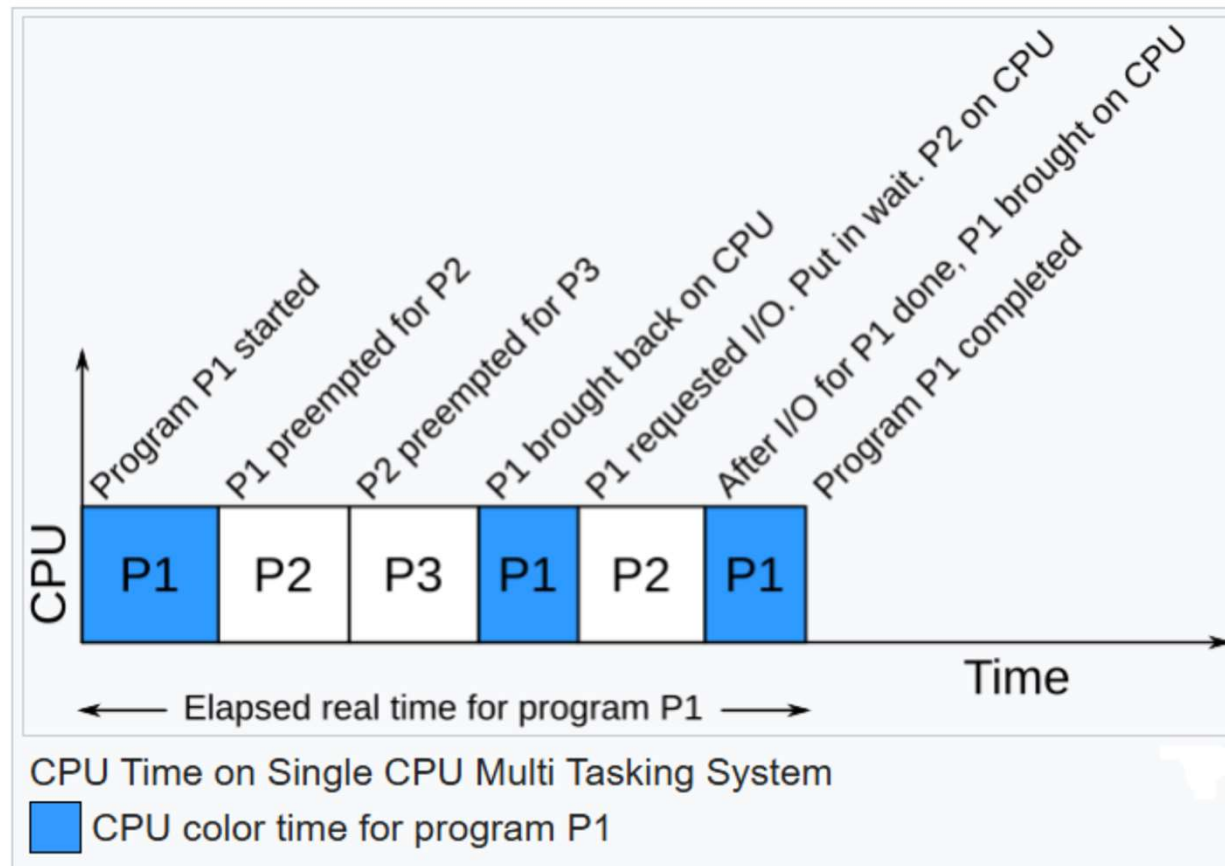 Program P1 started
P1 preempted for P2
P2 preempted for P3
P1 brought back on CPU
P1 requested I/O. Put in wait. P2 on CPU
After I/O for P1 done, P1 brought on CPU
Program P1 completed
CPU
P1
P2
P3
P1
P2
P1
Time
Elapsed real time for program P1
CPU Time on Single CPU Multi Tasking System
CPU color time for program P1